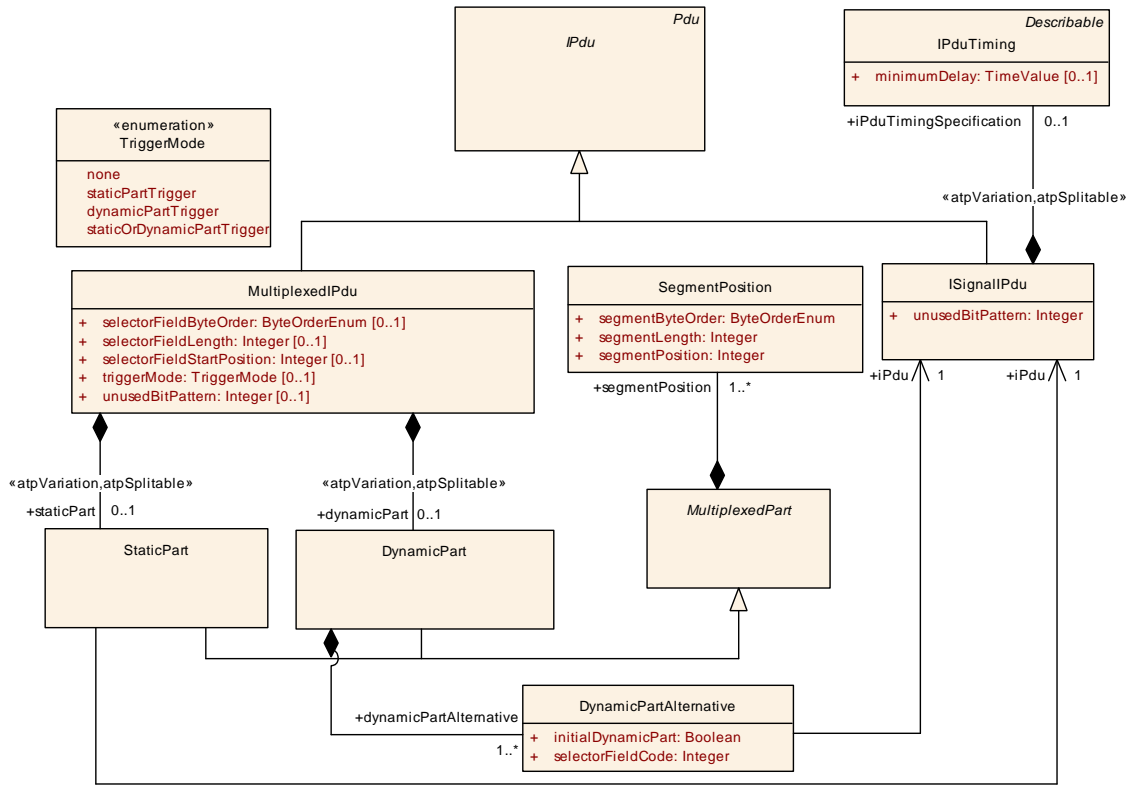 Pdu
IPdu
Describable
IPduTiming
+ minimumDelay: TimeValue [0..1]
+iPduTimingSpecification 0..1
«enumeration»
TriggerMode
none
staticPartTrigger
dynamicPartTrigger
staticOrDynamicPartTrigger
«atpVariation,atpSplitable»
MultiplexedIPdu
+ selectorFieldByteOrder: ByteOrderEnum [0..1]
+ selectorFieldLength: Integer [0..1]
+ selectorFieldStartPosition: Integer [0..1]
+ triggerMode: TriggerMode [0..1]
+ unusedBitPattern: Integer [0..1]
SegmentPosition
+ segmentByteOrder: ByteOrderEnum
+ segmentLength: Integer
+ segmentPosition: Integer
ISignalIPdu
+ unusedBitPattern: Integer
+segmentPosition 1..*
+iPdu 1
+iPdu 1
«atpVariation,atpSplitable»
+staticPart 0..1
«atpVariation,atpSplitable»
+dynamicPart 0..1
StaticPart
DynamicPart
MultiplexedPart
+dynamicPartAlternative
1..*
DynamicPartAlternative
+ initialDynamicPart: Boolean
+ selectorFieldCode: Integer